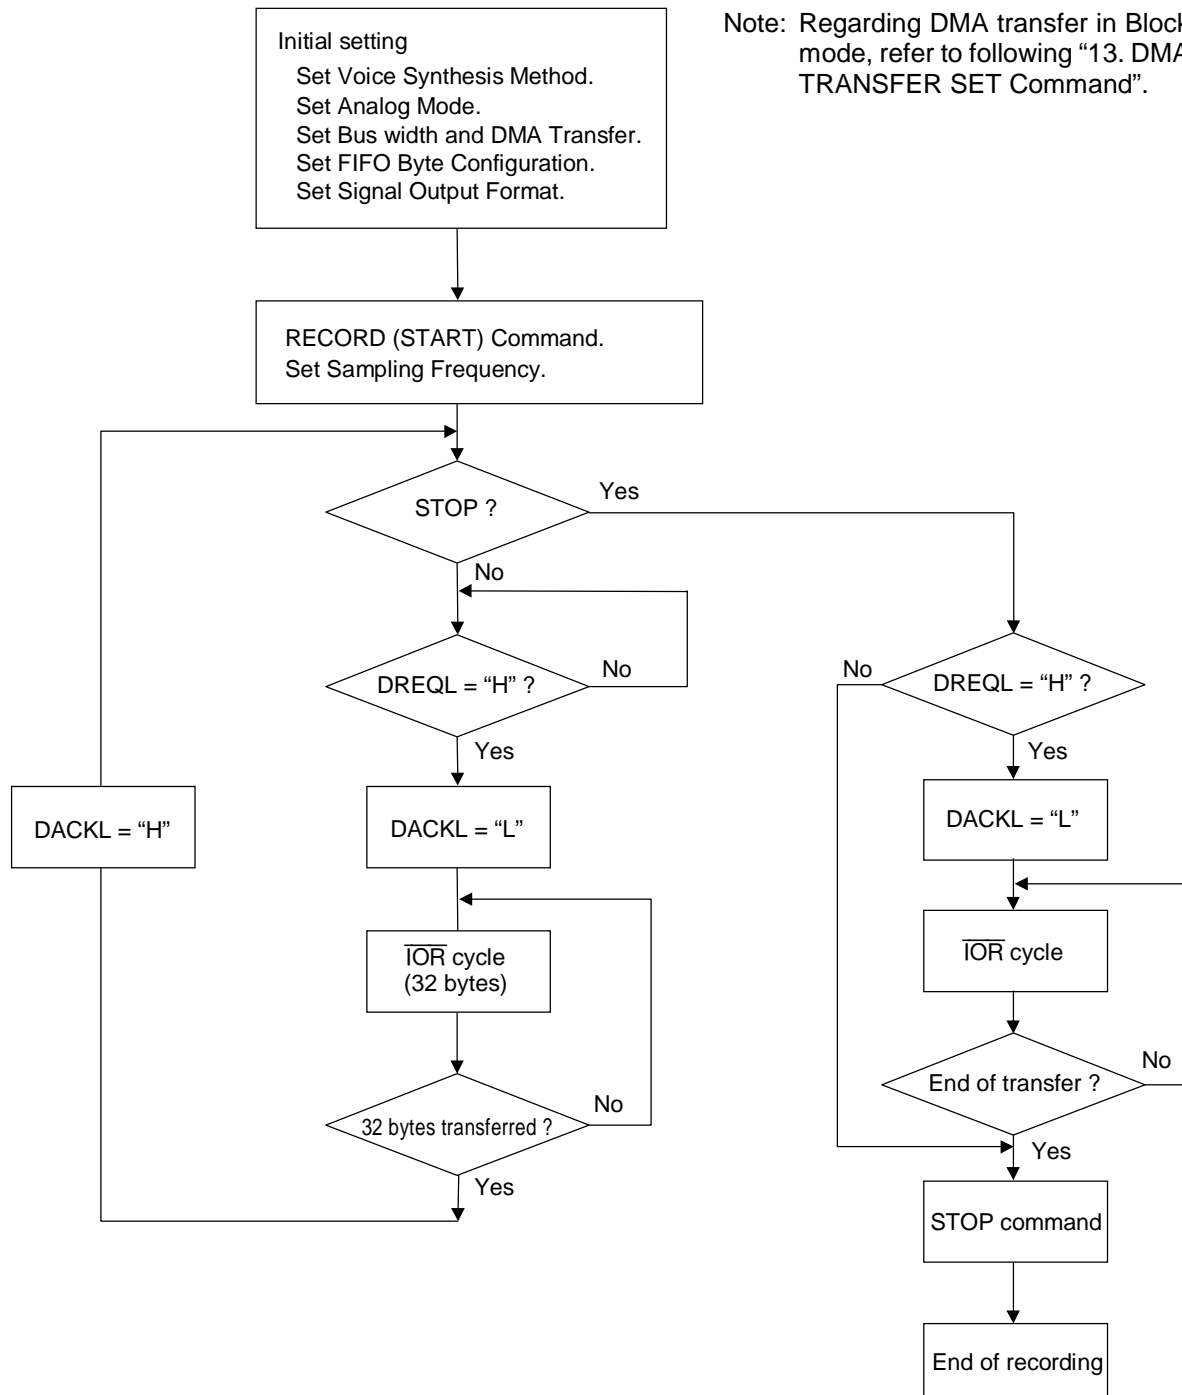 Initial setting
Set Voice Synthesis Method.
Set Analog Mode.
Set Bus width and DMA Transfer.
Set FIFO Byte Configuration.
Set Signal Output Format.
Note: Regarding DMA transfer in Block
mode, refer to following “13. DMA
TRANSFER SET Command”.
RECORD (START) Command.
Set Sampling Frequency.
STOP ?
Yes
No
DREQL = “H” ?
No
Yes
No
DREQL = “H” ?
Yes
DACKL = “H”
DACKL = “L”
DACKL = “L”
I̅O̅R̅ cycle
(32 bytes)
I̅O̅R̅ cycle
32 bytes transferred ?
No
Yes
End of transfer ?
No
Yes
STOP command
End of recording